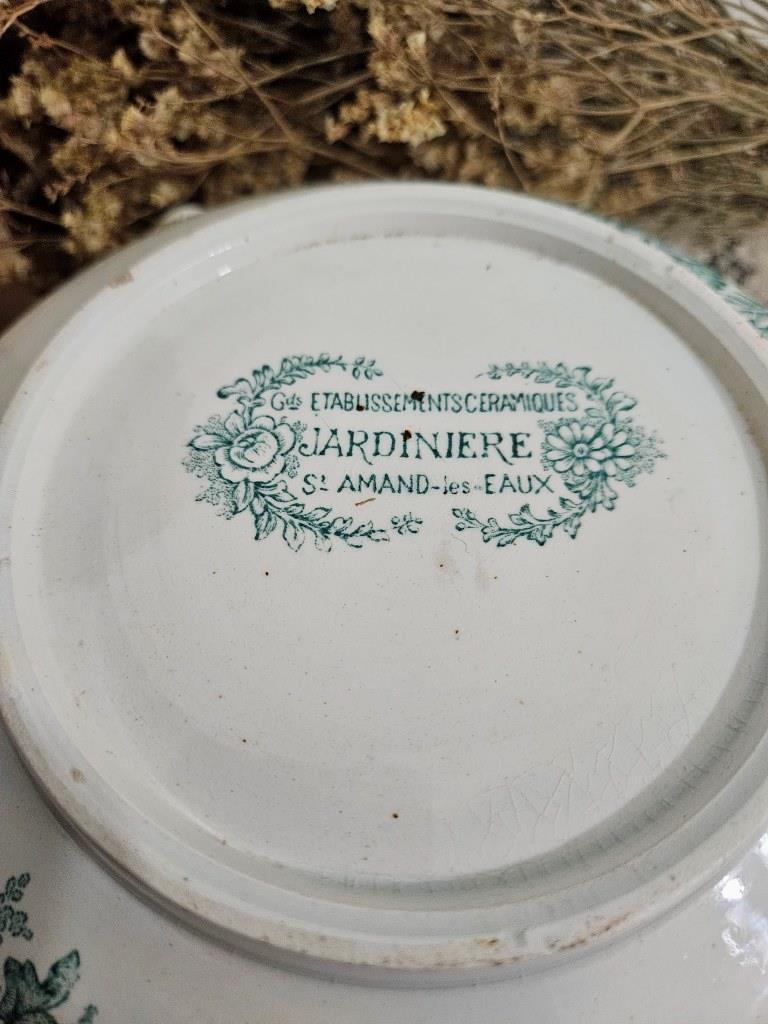 Gds ETABLISSEMENTS CERAMIQUES
JARDINIERE
St AMAND-les-EAUX